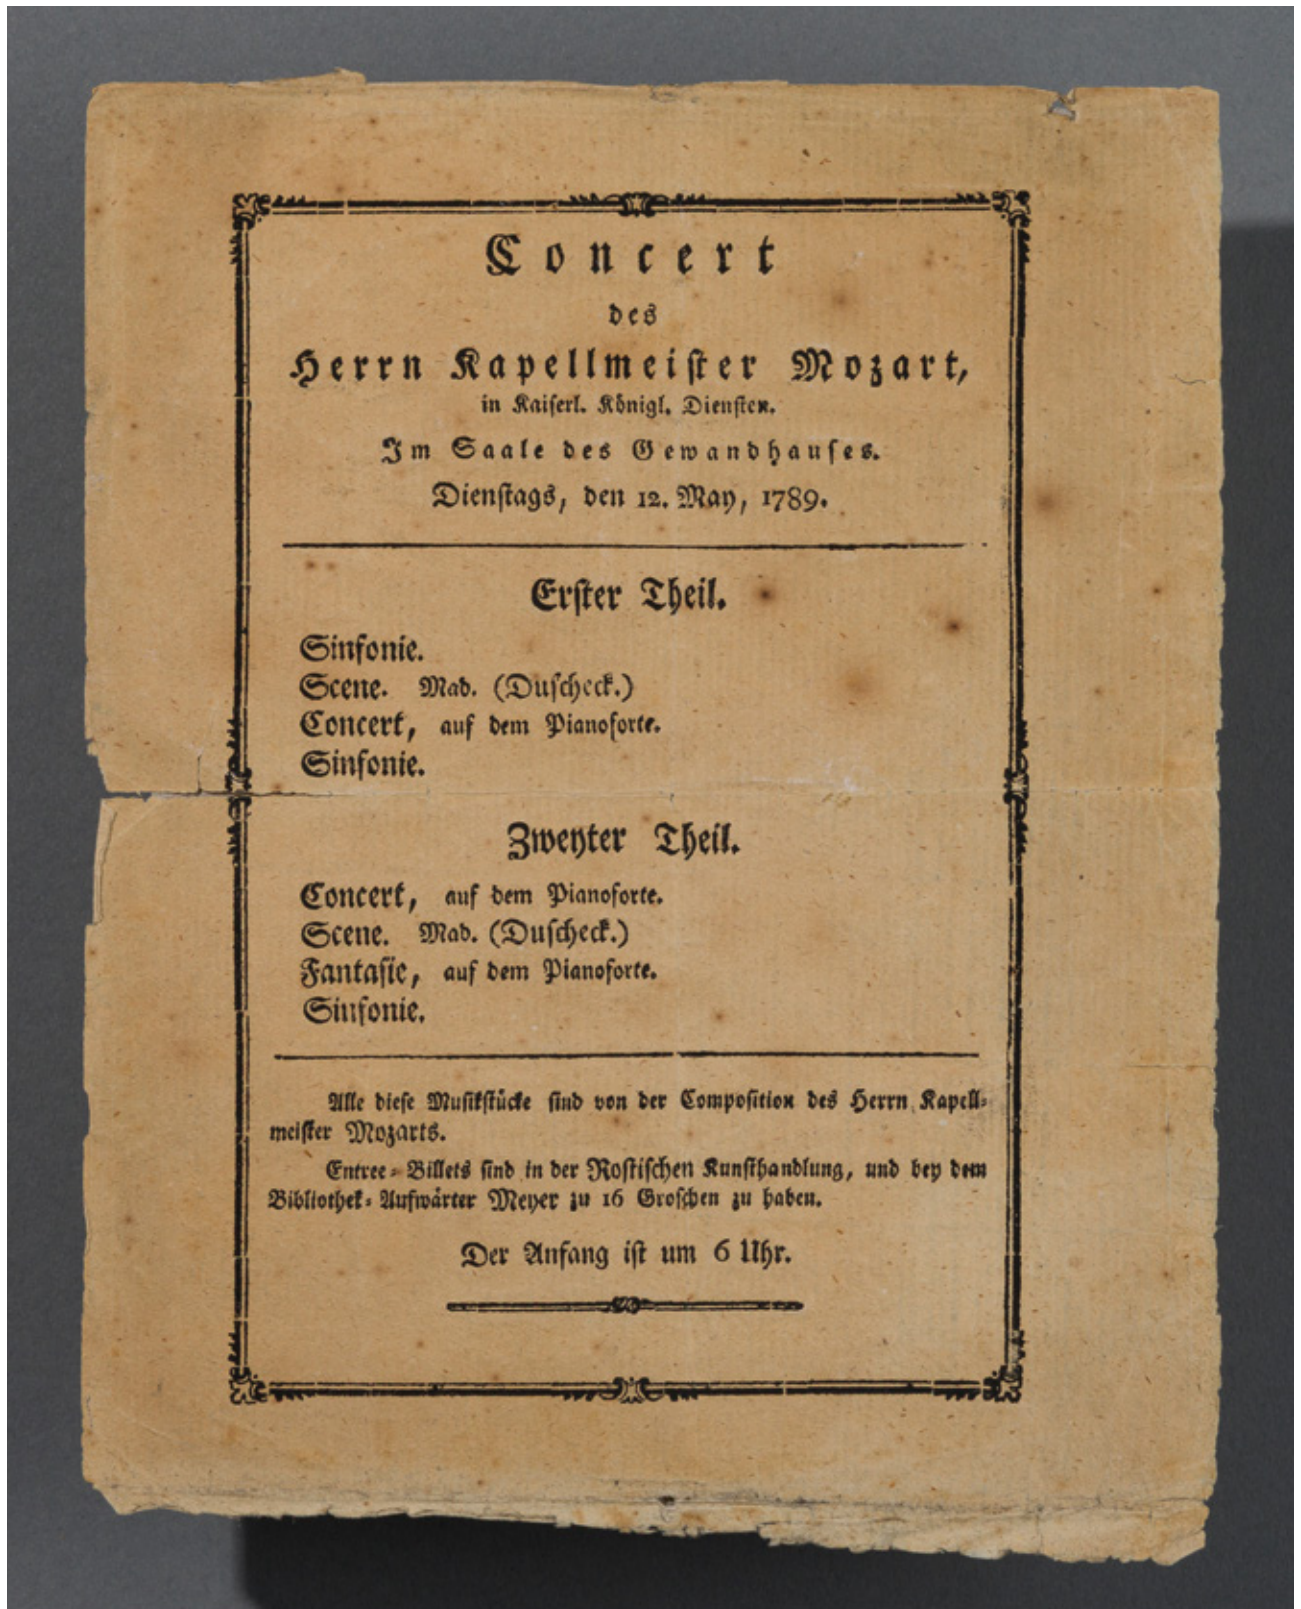 Concert
des
Herrn Kapellmeister Mozart,
in Kaiserl. Königl. Diensten.
Im Saale des Gewandhauses.
Dienstags, den 12. May, 1789.
Erster Theil.
Sinfonie.
Scene. Mad. (Duscheck.)
Concert, auf dem Pianoforte.
Sinfonie.
Zweyter Theil.
Concert, auf dem Pianoforte.
Scene. Mad. (Duscheck.)
Fantasie, auf dem Pianoforte.
Sinfonie.
Alle diese Musikstücke sind von der Composition des Herrn Kapell-
meister Mozarts.
Entree-Billets sind in der Rostischen Kunsthandlung, und bey dem
Bibliothek-Aufwärter Meyer zu 16 Groschen zu haben.
Der Anfang ist um 6 Uhr.